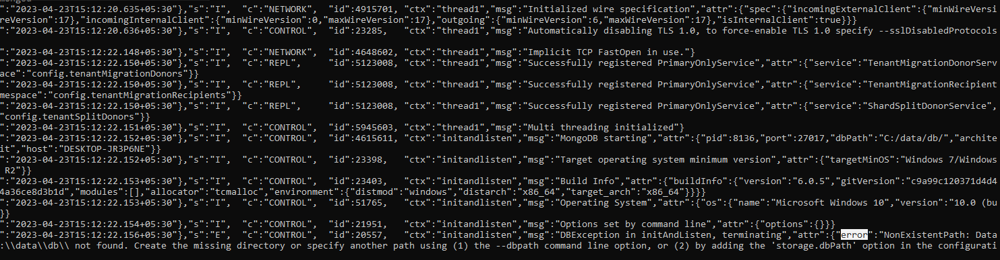 ":"2023-04-23T15:12:20.635+05:30"},"s":"I",  "c":"NETWORK",  "id":4915701, "ctx":"thread1","msg":"Initialized wire specification","attr":{"spec":{"incomingExternalClient":{"minWireVersi
reVersion":17},"incomingInternalClient":{"minWireVersion":0,"maxWireVersion":17},"outgoing":{"minWireVersion":6,"maxWireVersion":17},"isInternalClient":true}}}
":"2023-04-23T15:12:20.636+05:30"},"s":"I",  "c":"CONTROL",  "id":23285,   "ctx":"thread1","msg":"Automatically disabling TLS 1.0, to force-enable TLS 1.0 specify --sslDisabledProtocols
":"2023-04-23T15:12:22.148+05:30"},"s":"I",  "c":"NETWORK",  "id":4648602, "ctx":"thread1","msg":"Implicit TCP FastOpen in use."}
":"2023-04-23T15:12:22.150+05:30"},"s":"I",  "c":"REPL",     "id":5123008, "ctx":"thread1","msg":"Successfully registered PrimaryOnlyService","attr":{"service":"TenantMigrationDonorServ
ace":"config.tenantMigrationDonors"}}
":"2023-04-23T15:12:22.150+05:30"},"s":"I",  "c":"REPL",     "id":5123008, "ctx":"thread1","msg":"Successfully registered PrimaryOnlyService","attr":{"service":"TenantMigrationRecipient
mespace":"config.tenantMigrationRecipients"}}
":"2023-04-23T15:12:22.150+05:30"},"s":"I",  "c":"REPL",     "id":5123008, "ctx":"thread1","msg":"Successfully registered PrimaryOnlyService","attr":{"service":"ShardSplitDonorService",
"config.tenantSplitDonors"}}
":"2023-04-23T15:12:22.151+05:30"},"s":"I",  "c":"CONTROL",  "id":5945603, "ctx":"thread1","msg":"Multi threading initialized"}
":"2023-04-23T15:12:22.152+05:30"},"s":"I",  "c":"CONTROL",  "id":4615611, "ctx":"initandlisten","msg":"MongoDB starting","attr":{"pid":8136,"port":27017,"dbPath":"C:/data/db/","archite
it","host":"DESKTOP-JR3P6NE"}}
":"2023-04-23T15:12:22.152+05:30"},"s":"I",  "c":"CONTROL",  "id":23398,   "ctx":"initandlisten","msg":"Target operating system minimum version","attr":{"targetMinOS":"Windows 7/Windows
 R2"}}
":"2023-04-23T15:12:22.153+05:30"},"s":"I",  "c":"CONTROL",  "id":23403,   "ctx":"initandlisten","msg":"Build Info","attr":{"buildInfo":{"version":"6.0.5","gitVersion":"c9a99c120371d4d4
4a36ce8d3b1d","modules":[],"allocator":"tcmalloc","environment":{"distmod":"windows","distarch":"x86_64","target_arch":"x86_64"}}}}
":"2023-04-23T15:12:22.153+05:30"},"s":"I",  "c":"CONTROL",  "id":51765,   "ctx":"initandlisten","msg":"Operating System","attr":{"os":{"name":"Microsoft Windows 10","version":"10.0 (bu
}}
":"2023-04-23T15:12:22.154+05:30"},"s":"I",  "c":"CONTROL",  "id":21951,   "ctx":"initandlisten","msg":"Options set by command line","attr":{"options":{}}}
":"2023-04-23T15:12:22.156+05:30"},"s":"E",  "c":"CONTROL",  "id":20557,   "ctx":"initandlisten","msg":"DBException in initAndListen, terminating","attr":{"error":"NonExistentPath: Data
:\\data\\db\\ not found. Create the missing directory or specify another path using (1) the --dbpath command line option, or (2) by adding the 'storage.dbPath' option in the configurati